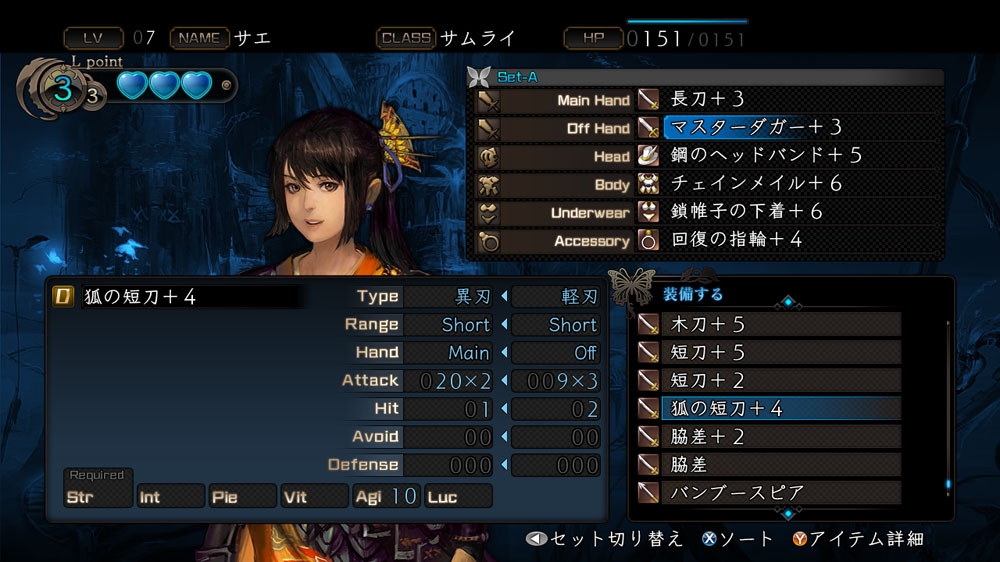 LV 07 NAME サエ CLASS サムライ HP 0151/0151
L point
3
3
Set-A
Main Hand 長刀+3
Off Hand マスターダガー+3
Head 鋼のヘッドバンド+5
Body チェインメイル+6
Underwear 鎖帷子の下着+6
Accessory 回復の指輪+4
D 狐の短刀+4
Type 異刃 軽刃
Range Short Short
Hand Main Off
Attack 020×2 009×3
Hit 01 02
Avoid 00 00
Defense 000 000
Required
Str Int Pie Vit Agi 10 Luc
装備する
木刀+5
短刀+5
短刀+2
狐の短刀+4
脇差+2
脇差
バンブースピア
セット切り替え Xソート Yアイテム詳細